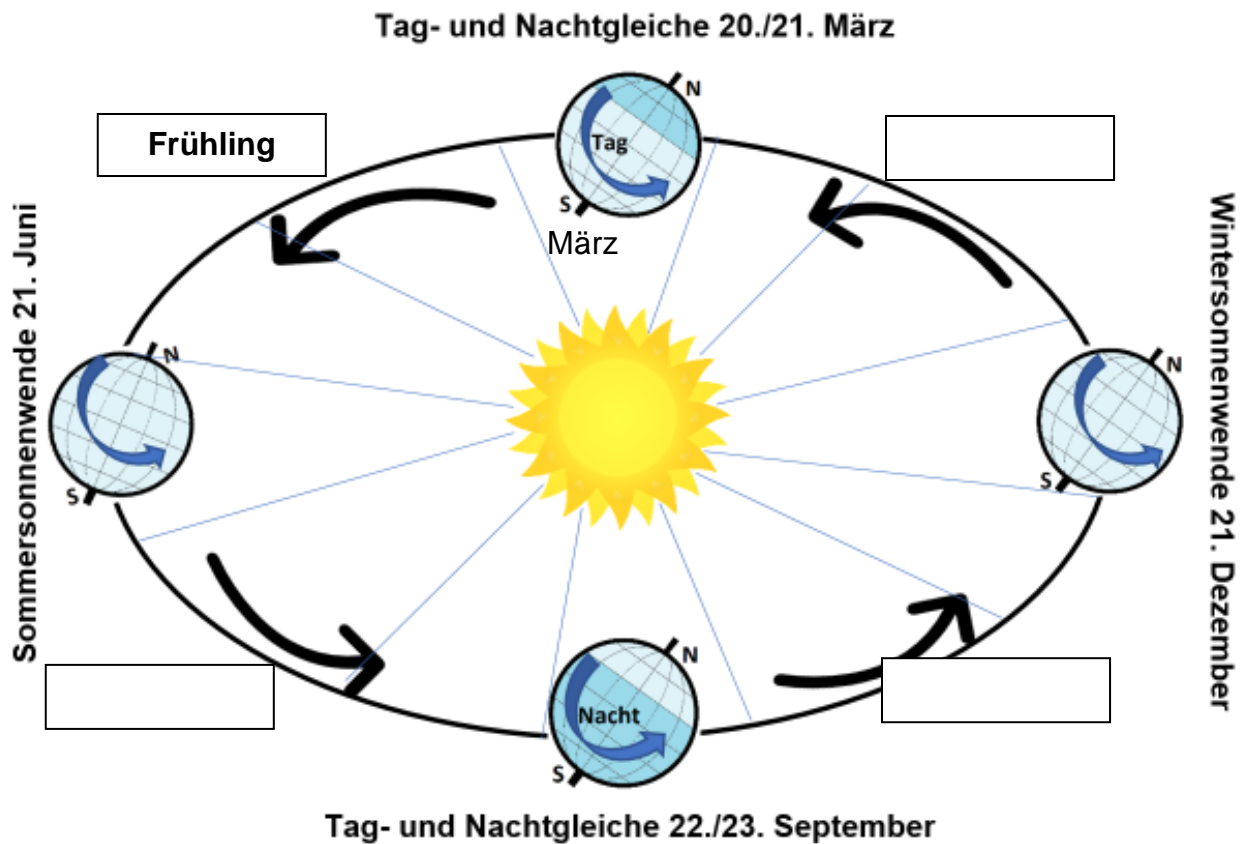 Tag- und Nachtgleiche 20./21. März
N
Frühling
Tag
S
März
Sommersonnenwende 21. Juni
Wintersonnenwende 21. Dezember
N
S
N
S
N
Nacht
S
Tag- und Nachtgleiche 22./23. September